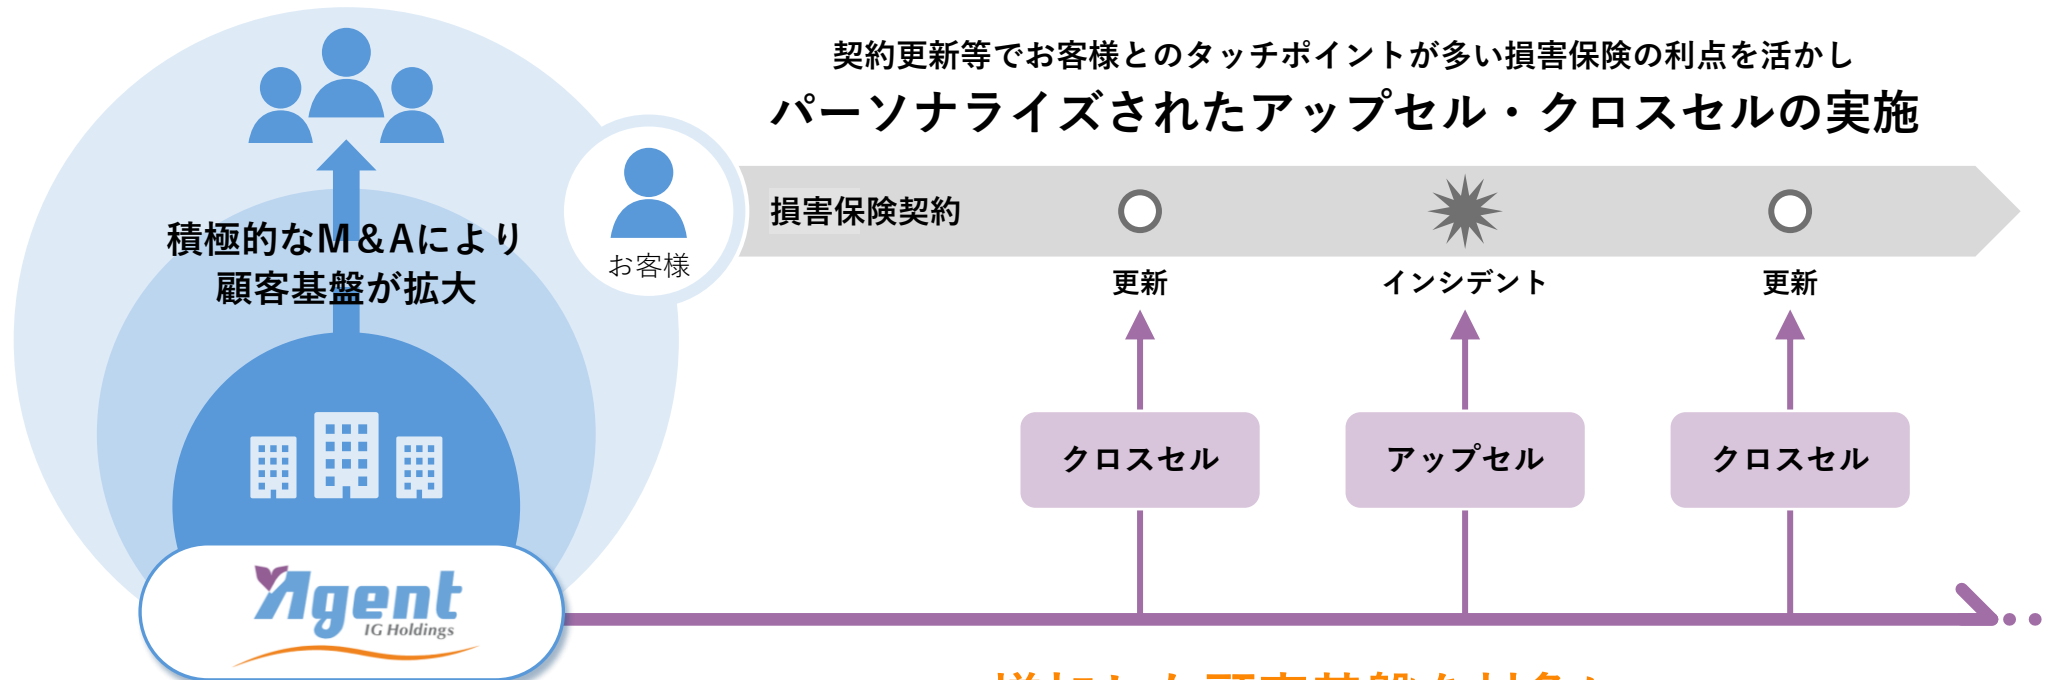 契約更新等でお客様とのタッチポイントが多い損害保険の利点を活かし
パーソナライズされたアップセル・クロスセルの実施
積極的なM&Aにより
顧客基盤が拡大
お客様
損害保険契約
更新
インシデント
更新
クロスセル
アップセル
クロスセル
Agent
IG Holdings